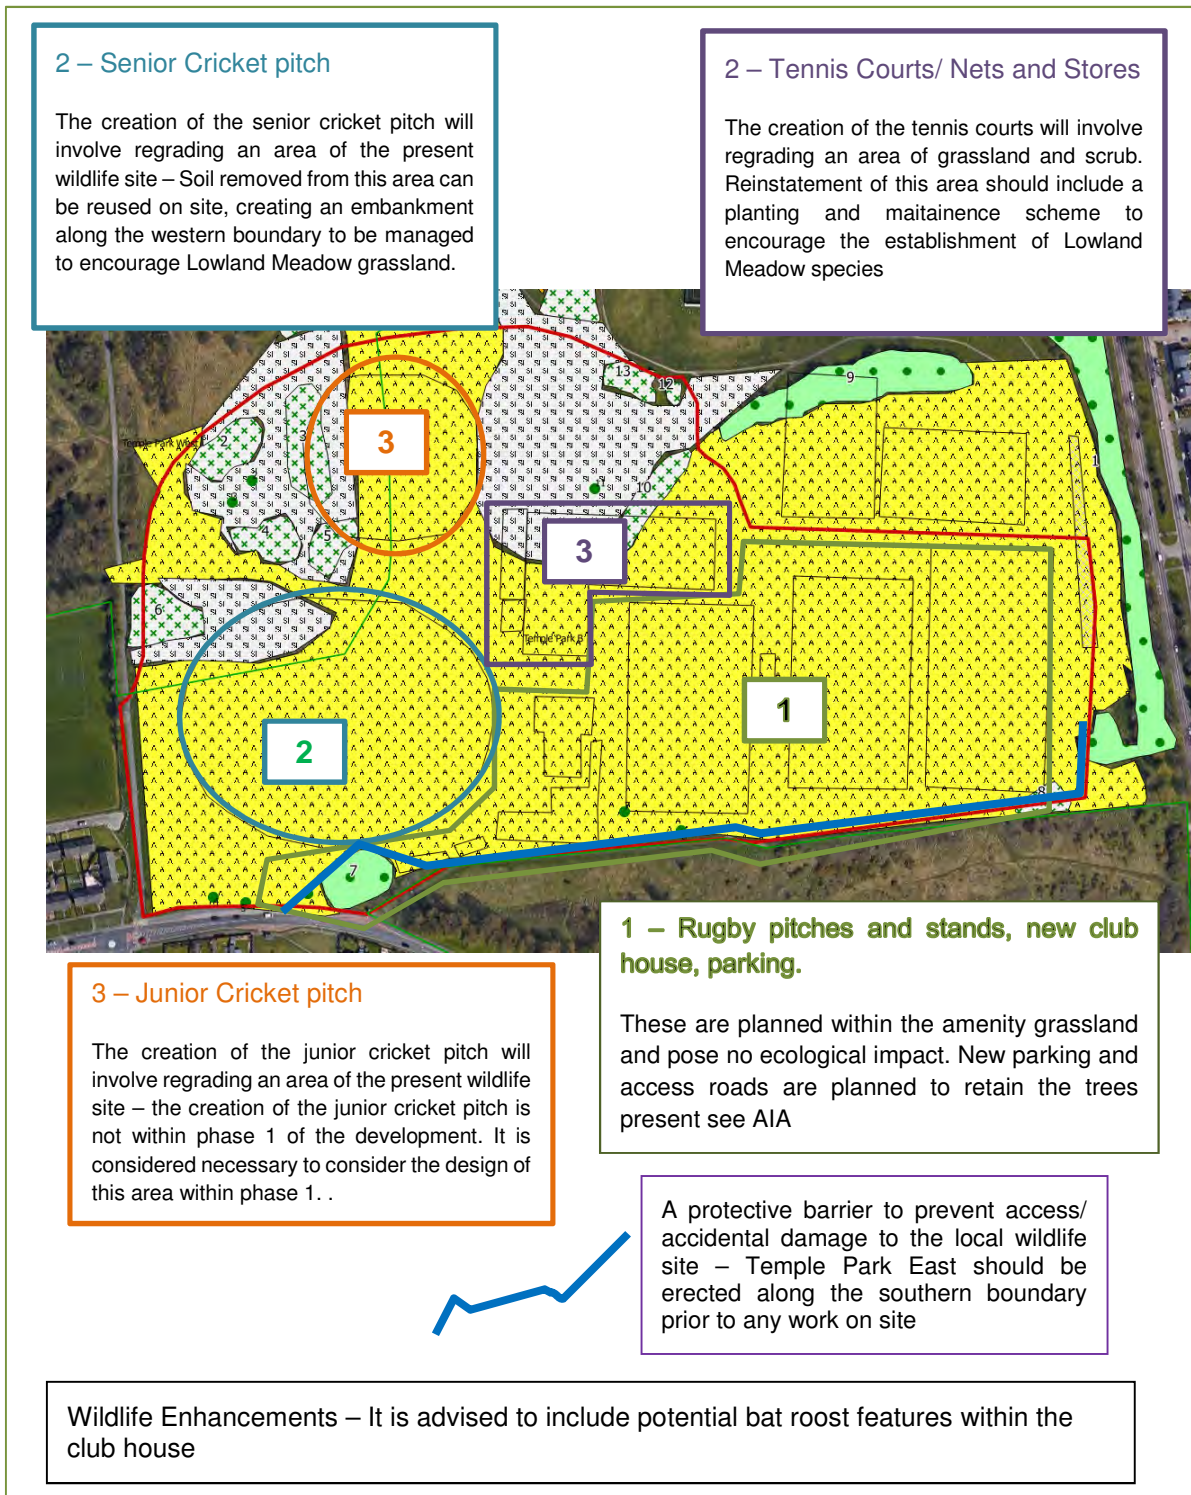 2 – Senior Cricket pitch
The creation of the senior cricket pitch will
involve regrading an area of the present
wildlife site – Soil removed from this area can
be reused on site, creating an embankment
along the western boundary to be managed
to encourage Lowland Meadow grassland.
2 – Tennis Courts/ Nets and Stores
The creation of the tennis courts will involve
regrading an area of grassland and scrub.
Reinstatement of this area should include a
planting and maitainence scheme to
encourage the establishment of Lowland
Meadow species
13
12
9
2
3
3
1
10
4
5
3
6
Temple Park B
1
2
8
7
1 – Rugby pitches and stands, new club
house, parking.
These are planned within the amenity grassland
and pose no ecological impact. New parking and
access roads are planned to retain the trees
present see AIA
3 – Junior Cricket pitch
The creation of the junior cricket pitch will
involve regrading an area of the present wildlife
site – the creation of the junior cricket pitch is
not within phase 1 of the development. It is
considered necessary to consider the design of
this area within phase 1. .
A protective barrier to prevent access/
accidental damage to the local wildlife
site – Temple Park East should be
erected along the southern boundary
prior to any work on site
Wildlife Enhancements – It is advised to include potential bat roost features within the
club house